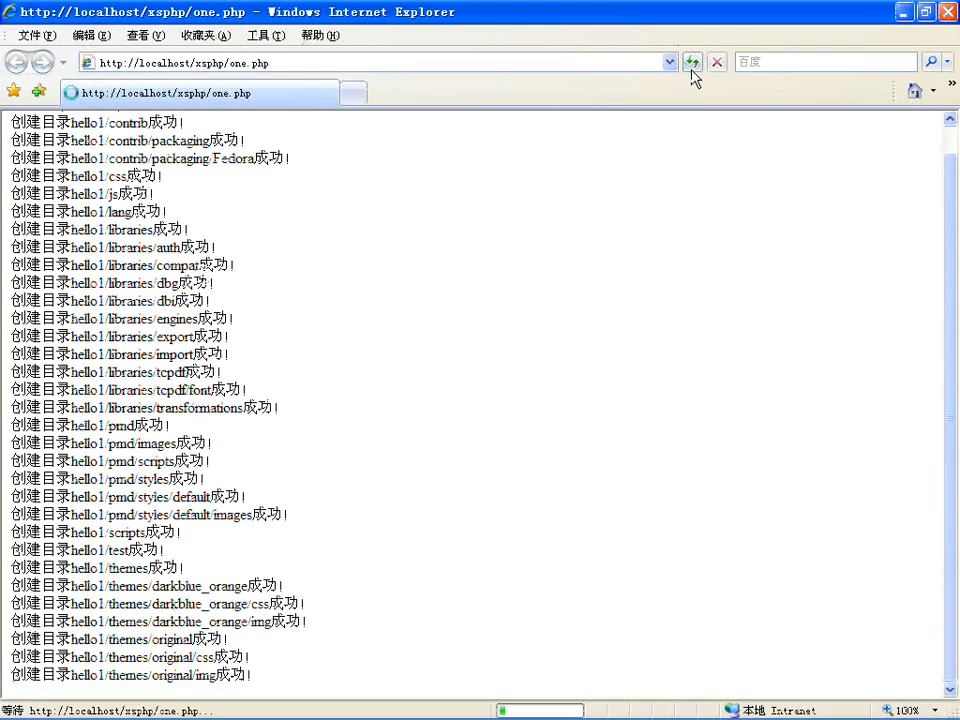 http://localhost/xsphp/one.php - Windows Internet Explorer
文件(F) 编辑(E) 查看(V) 收藏夹(A) 工具(T) 帮助(H)
http://localhost/xsphp/one.php 百度
http://localhost/xsphp/one.php
创建目录hello1/contrib成功!
创建目录hello1/contrib/packaging成功!
创建目录hello1/contrib/packaging/Fedora成功!
创建目录hello1/css成功!
创建目录hello1/js成功!
创建目录hello1/lang成功!
创建目录hello1/libraries成功!
创建目录hello1/libraries/auth成功!
创建目录hello1/libraries/compat成功!
创建目录hello1/libraries/dbg成功!
创建目录hello1/libraries/dbi成功!
创建目录hello1/libraries/engines成功!
创建目录hello1/libraries/export成功!
创建目录hello1/libraries/import成功!
创建目录hello1/libraries/tcpdf成功!
创建目录hello1/libraries/tcpdf/font成功!
创建目录hello1/libraries/transformations成功!
创建目录hello1/pmd成功!
创建目录hello1/pmd/images成功!
创建目录hello1/pmd/scripts成功!
创建目录hello1/pmd/styles成功!
创建目录hello1/pmd/styles/default成功!
创建目录hello1/pmd/styles/default/images成功!
创建目录hello1/scripts成功!
创建目录hello1/test成功!
创建目录hello1/themes成功!
创建目录hello1/themes/darkblue_orange成功!
创建目录hello1/themes/darkblue_orange/css成功!
创建目录hello1/themes/darkblue_orange/img成功!
创建目录hello1/themes/original成功!
创建目录hello1/themes/original/css成功!
创建目录hello1/themes/original/img成功!
等待 http://localhost/xsphp/one.php... 本地 Intranet 100%